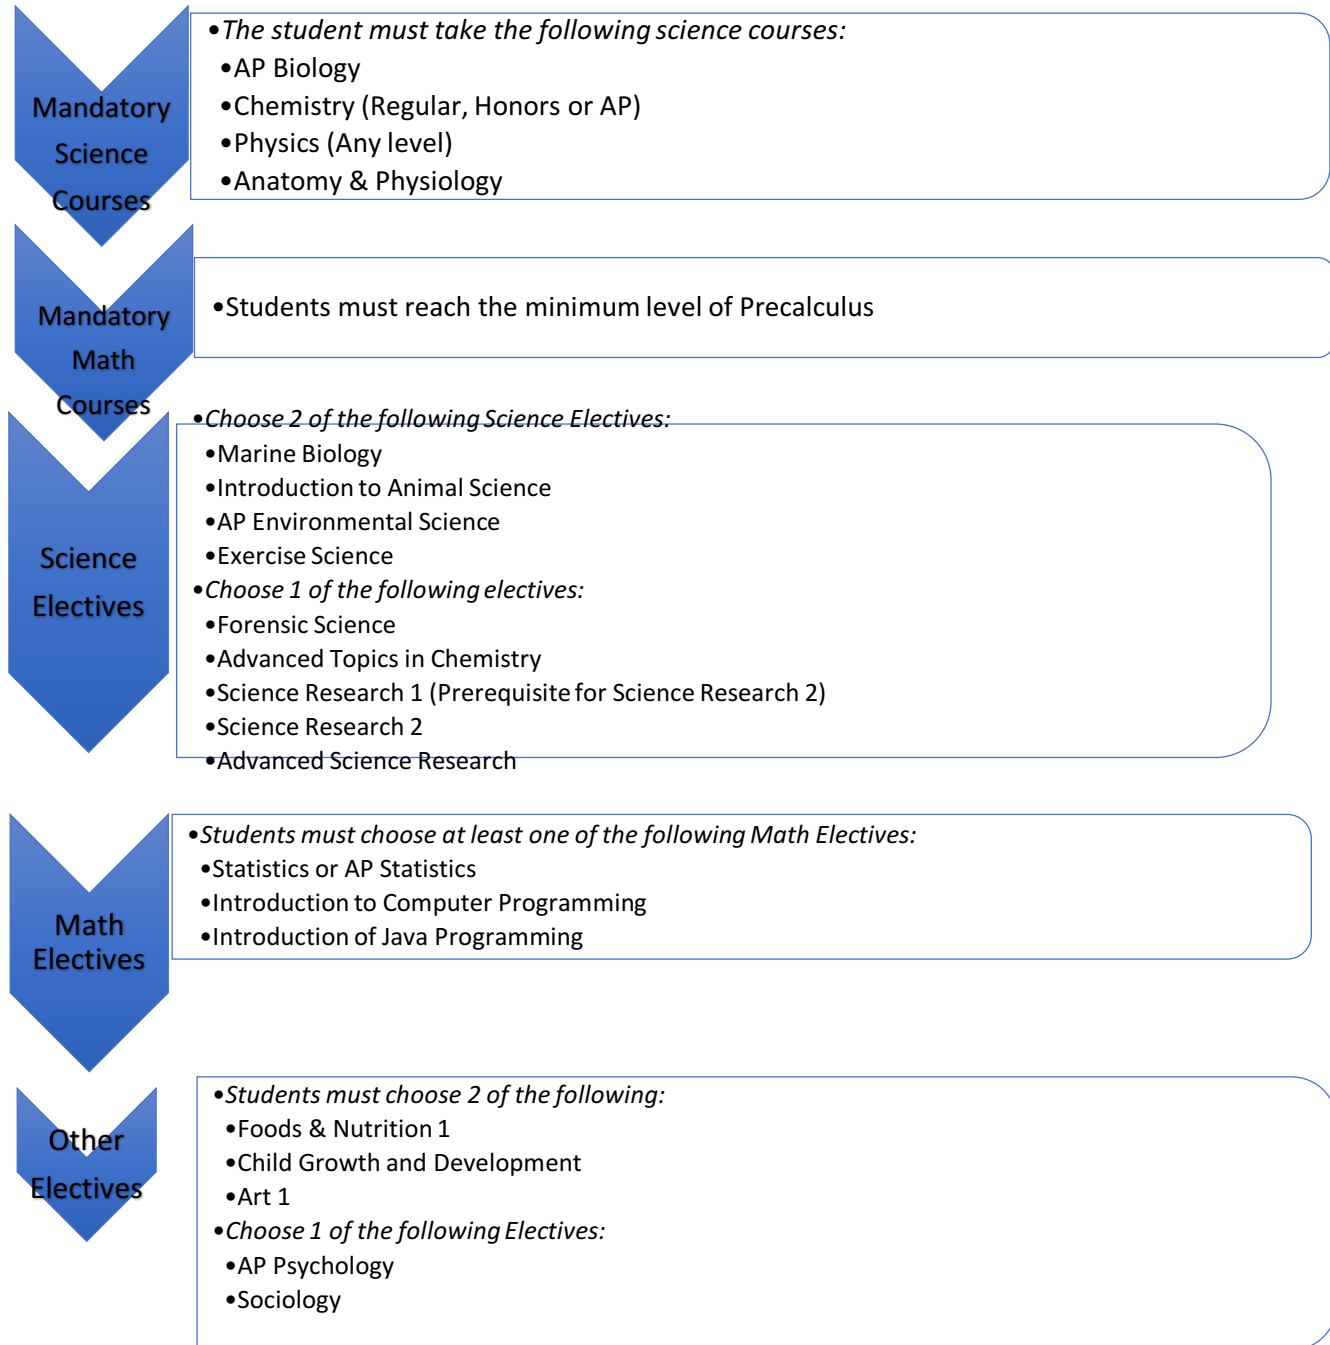 Mandatory
Science
Courses
•The student must take the following science courses:
•AP Biology
•Chemistry (Regular, Honors or AP)
•Physics (Any level)
•Anatomy & Physiology
Mandatory
Math
Courses
•Students must reach the minimum level of Precalculus
Science
Electives
•Choose 2 of the following Science Electives:
•Marine Biology
•Introduction to Animal Science
•AP Environmental Science
•Exercise Science
•Choose 1 of the following electives:
•Forensic Science
•Advanced Topics in Chemistry
•Science Research 1 (Prerequisite for Science Research 2)
•Science Research 2
•Advanced Science Research
Math
Electives
•Students must choose at least one of the following Math Electives:
•Statistics or AP Statistics
•Introduction to Computer Programming
•Introduction of Java Programming
Other
Electives
•Students must choose 2 of the following:
•Foods & Nutrition 1
•Child Growth and Development
•Art 1
•Choose 1 of the following Electives:
•AP Psychology
•Sociology